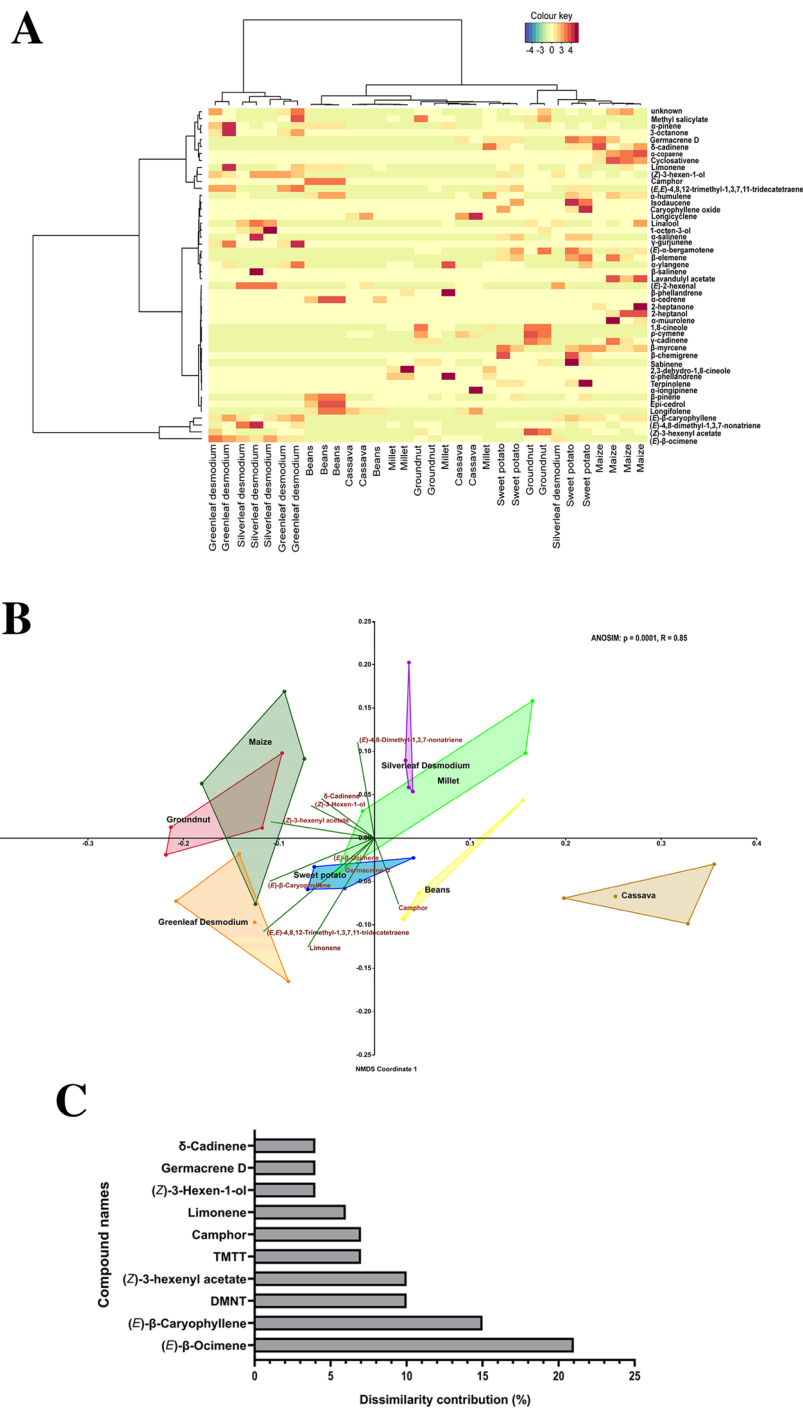 A
Colour key
-4 -3 0 3 4
unknown
Methyl salicylate
α-pinene
3-octanone
Germacrene D
δ-cadinene
α-copaene
Cyclosativene
Limonene
(Z)-3-hexen-1-ol
Camphor
(E,E)-4,8,12-trimethyl-1,3,7,11-tridecatetraene
α-humulene
Isodaucene
Caryophyllene oxide
Longicyclene
Linalool
1-octen-3-ol
α-salinene
γ-gurjunene
(E)-α-bergamotene
β-elemene
α-ylangene
β-salinene
Lavandulyl acetate
(E)-2-hexenal
β-phellandrene
α-cedrene
2-heptanone
2-heptanol
α-muurolene
1,8-cineole
ρ-cymene
γ-cadinene
β-myrcene
β-chemigrene
Sabinene
2,3-dehydro-1,8-cineole
α-phellandrene
Terpinolene
α-longipinene
β-pinene
Epi-cedrol
Longifolene
(E)-β-caryophyllene
(E)-4,8-dimethyl-1,3,7-nonatriene
(Z)-3-hexenyl acetate
(E)-β-ocimene
Greenleaf desmodium
Greenleaf desmodium
Silverleaf desmodium
Silverleaf desmodium
Silverleaf desmodium
Greenleaf desmodium
Greenleaf desmodium
Beans
Beans
Beans
Cassava
Cassava
Beans
Millet
Millet
Groundnut
Groundnut
Millet
Cassava
Cassava
Millet
Sweet potato
Sweet potato
Groundnut
Groundnut
Silverleaf desmodium
Sweet potato
Sweet potato
Maize
Maize
Maize
Maize
B
ANOSIM: p = 0.0001, R = 0.85
0.25
0.20
0.15
0.10
0.05
0.00
-0.05
-0.10
-0.15
-0.20
-0.25
-0.3 -0.2 -0.1 0.1 0.2 0.3 0.4
Maize
(E)-4,8-Dimethyl-1,3,7-nonatriene
Silverleaf Desmodium
Millet
δ-Cadinene
(Z)-3-Hexen-1-ol
Groundnut
(Z)-3-hexenyl acetate
(E)-β-Ocimene
Germacrene D
Sweet potato
(E)-β-Caryophyllene
Beans
Cassava
Camphor
Greenleaf Desmodium
(E,E)-4,8,12-Trimethyl-1,3,7,11-tridecatetraene
Limonene
NMDS Coordinate 1
C
Compound names
δ-Cadinene
Germacrene D
(Z)-3-Hexen-1-ol
Limonene
Camphor
TMTT
(Z)-3-hexenyl acetate
DMNT
(E)-β-Caryophyllene
(E)-β-Ocimene
0 5 10 15 20 25
Dissimilarity contribution (%)